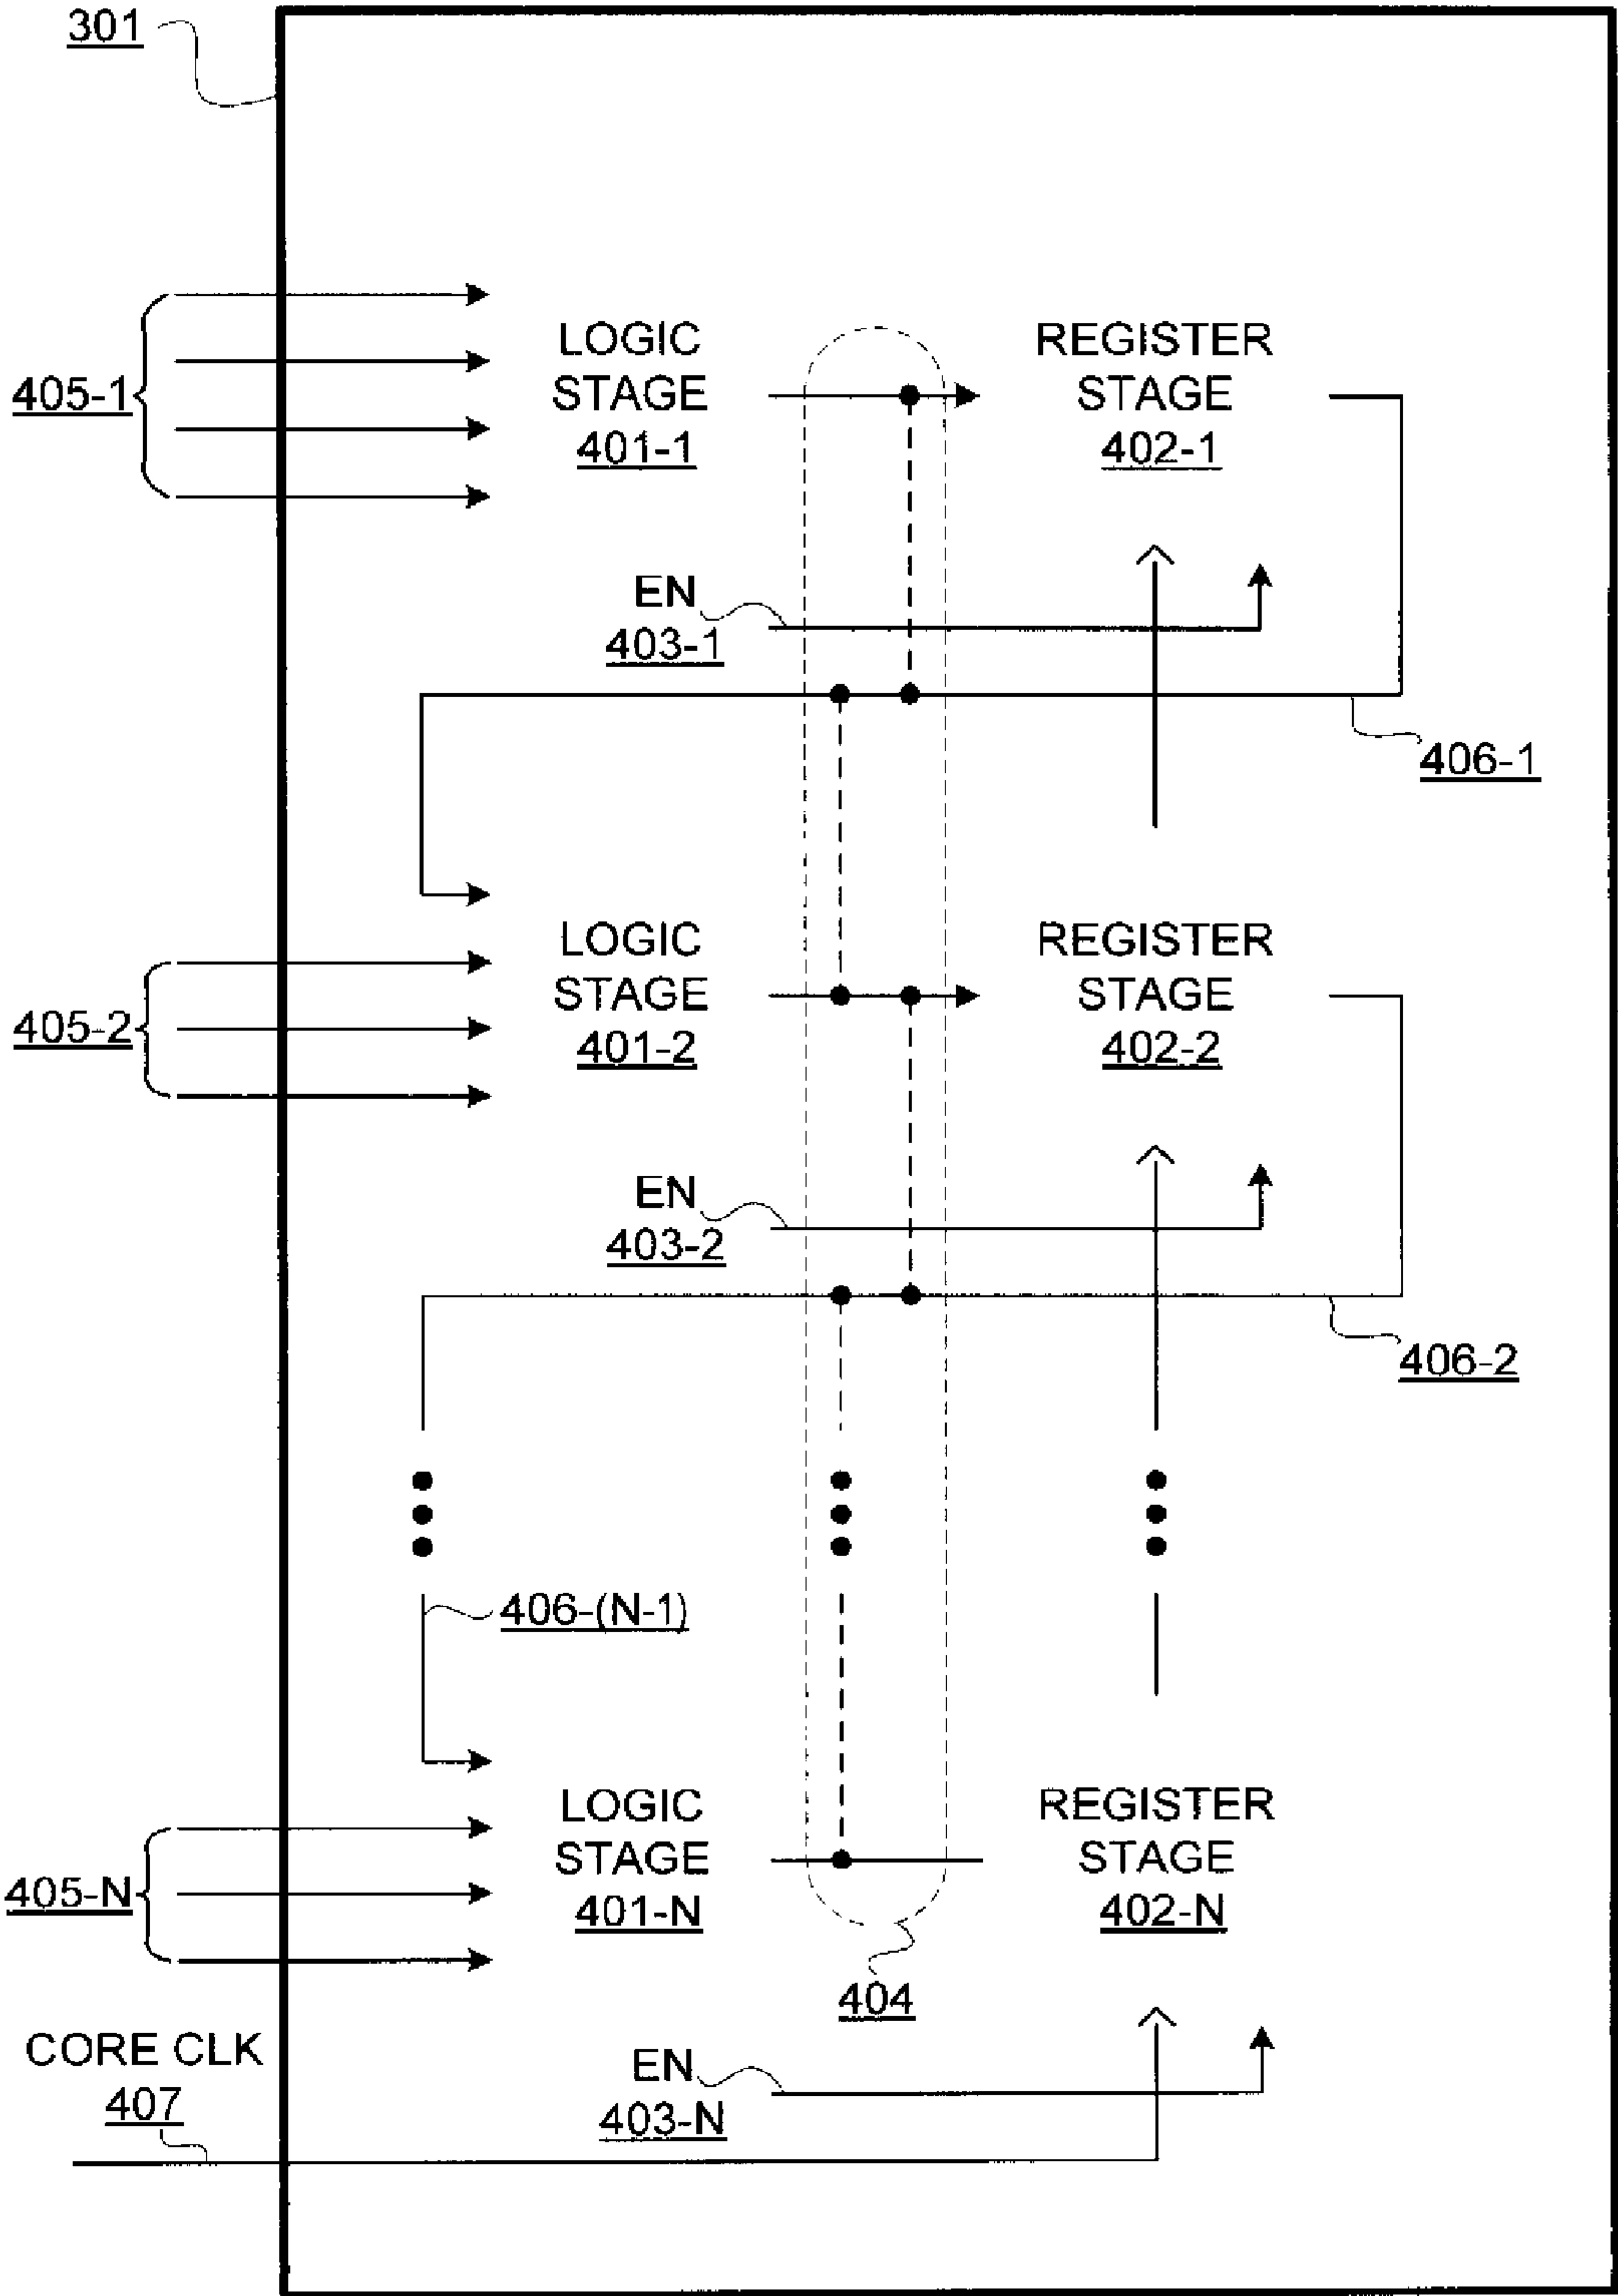 301
405-1
LOGIC
STAGE
401-1
REGISTER
STAGE
402-1
EN
403-1
406-1
405-2
LOGIC
STAGE
401-2
REGISTER
STAGE
402-2
EN
403-2
406-2
406-(N-1)
405-N
LOGIC
STAGE
401-N
REGISTER
STAGE
402-N
404
CORE CLK
407
EN
403-N